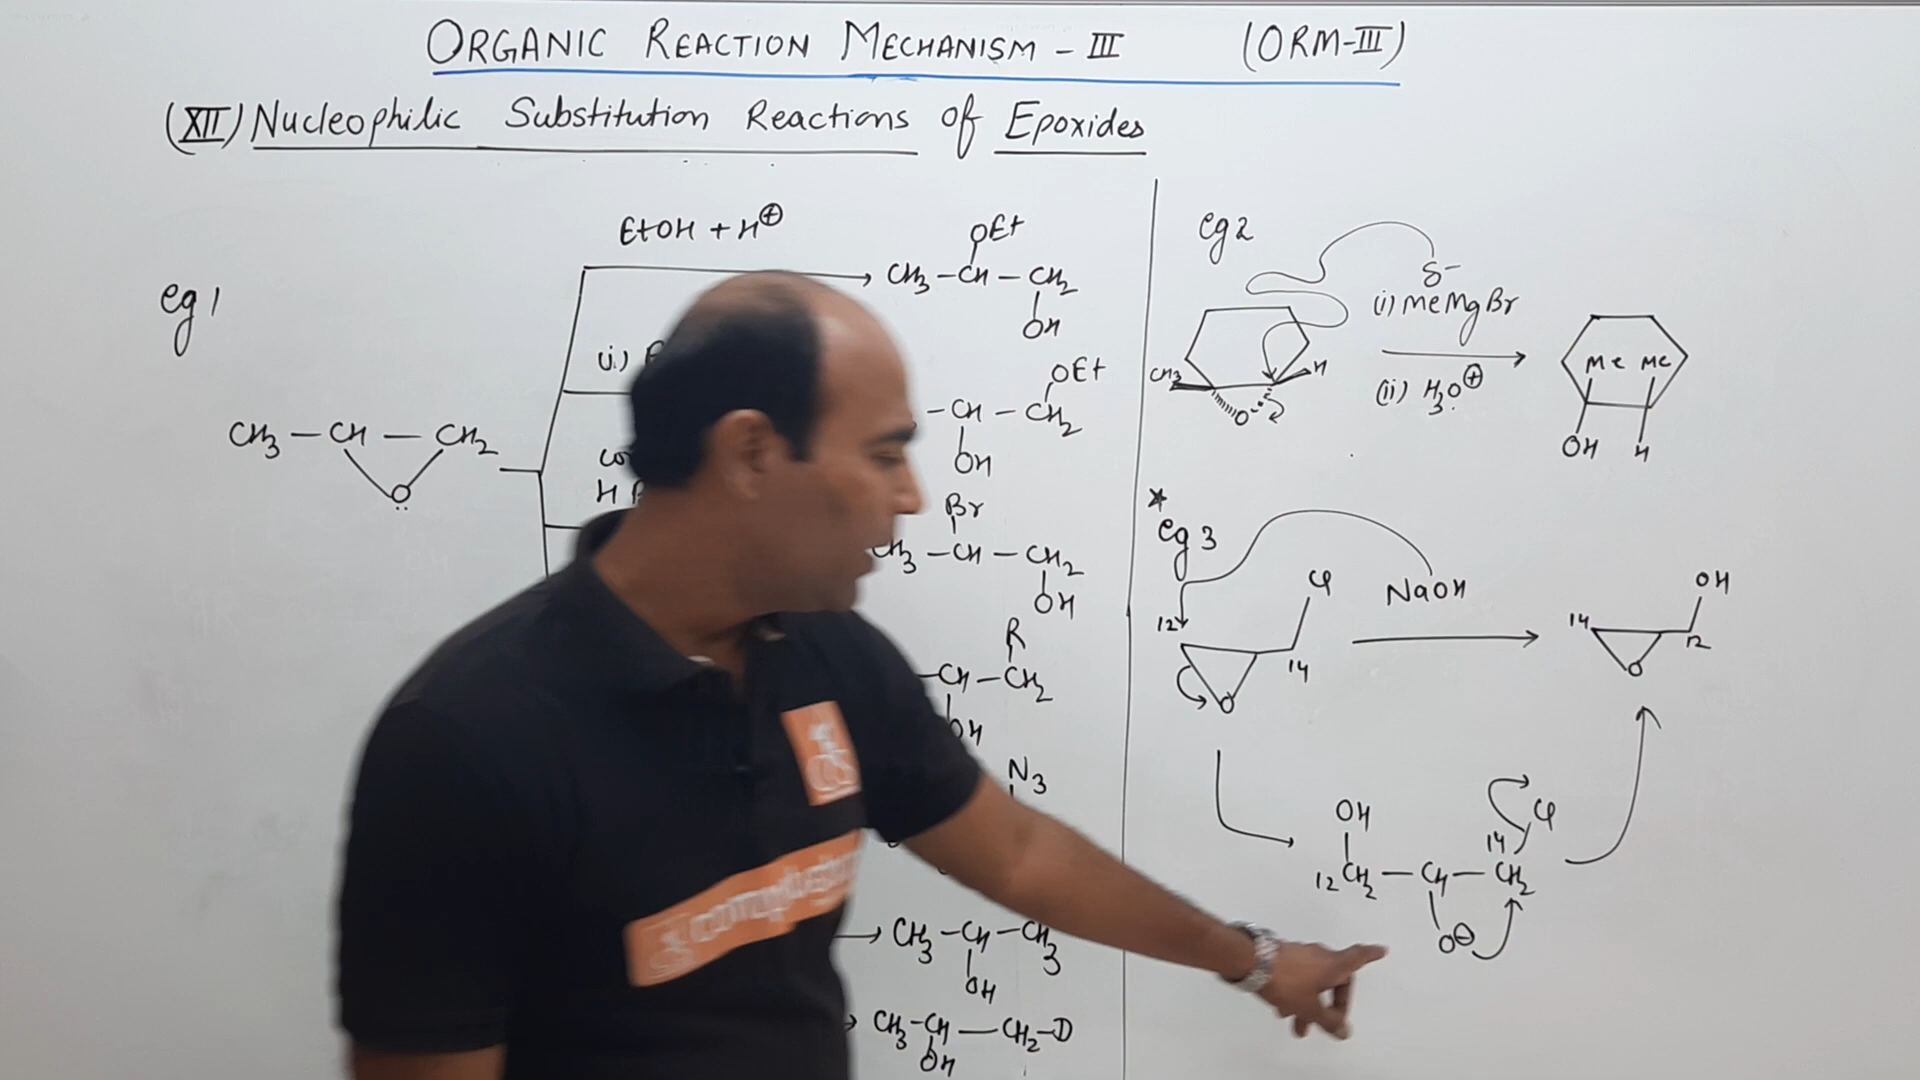 ORGANIC REACTION MECHANISM - III (ORM-III)
(XII) Nucleophilic Substitution Reactions of Epoxides
eg 1
CH3 — CH — CH2
O
EtOH + H⊕
OEt
CH3 – CH – CH2
OH
(i.)
OEt
– CH – CH2
OH
H
Br
CH3 – CH – CH2
OH
R
– CH – CH2
OH
N3
CH3 – CH – CH3
OH
CH3 – CH — CH2 – D
OH
eg 2
δ-
(i) MeMgBr
(ii) H3O⊕
CH3
H
O
Me Me
OH H
* eg 3
12
Cl
14
O
NaOH
OH
14
12
O
OH
14 Cl
12 CH2 — CH — CH2
O⊖